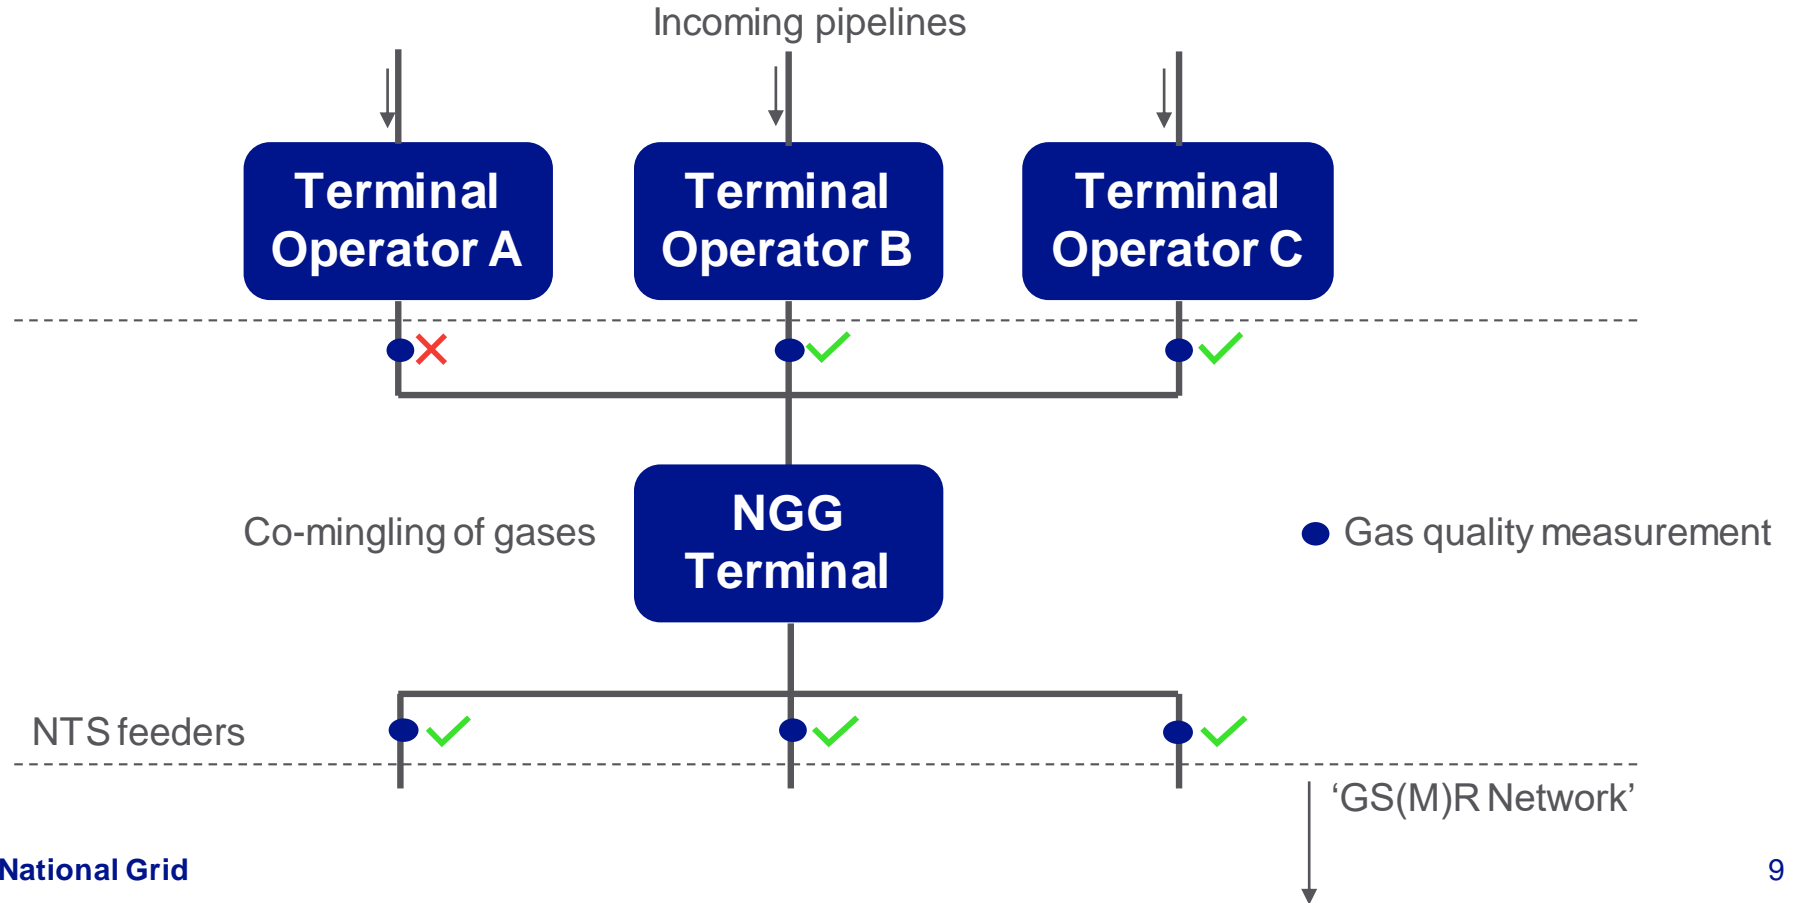 Incoming pipelines
Terminal
Operator A
Terminal
Operator B
Terminal
Operator C
Co-mingling of gases
NGG
Terminal
Gas quality measurement
NTS feeders
‘GS(M)R Network’
National Grid
9